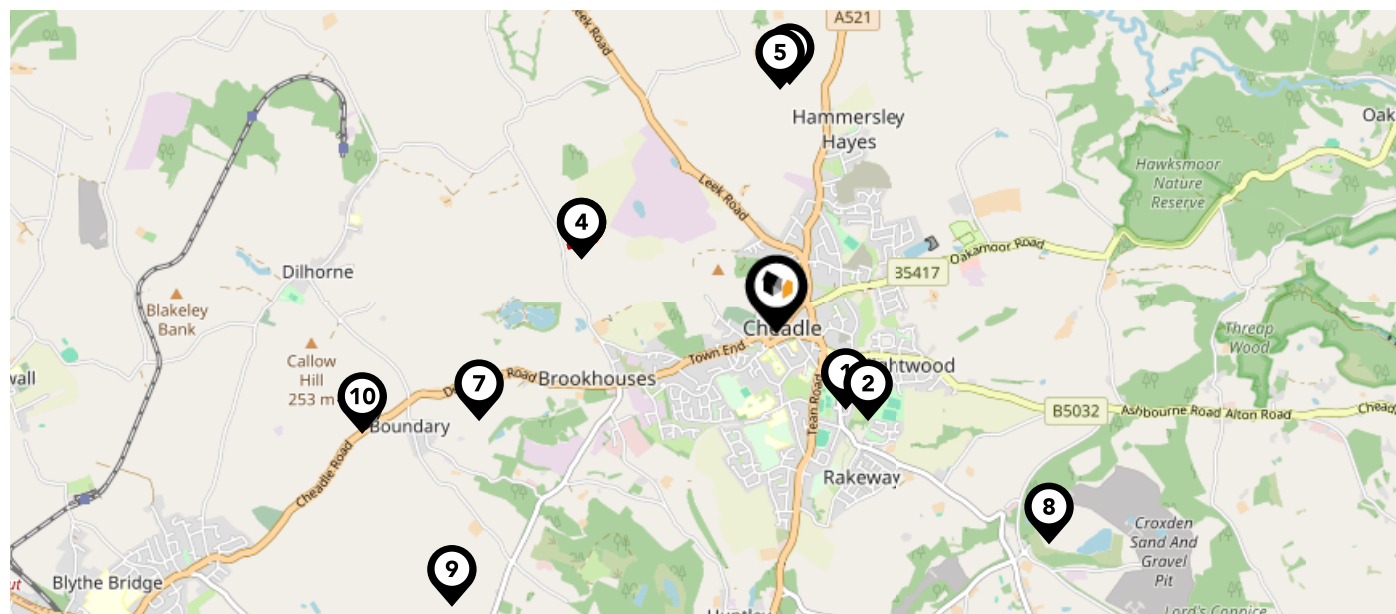 A521
Leek Road
5
Hammersley
Hayes
Oak
Hawksmoor
Nature
Reserve
Leek Road
4
Oakamoor Road
B5417
Dilhorne
Blakeley
Bank
Cheadle
Threap
Wood
Callow
Hill
253 m
Town End
Brookhouses
Road
7
10
1
2
B5032
Ashbourne Road Alton Road
Boundary
Tean Road
Cheadle Road
Rakeway
8
Croxden
Sand And
Gravel
Pit
9
Blythe Bridge